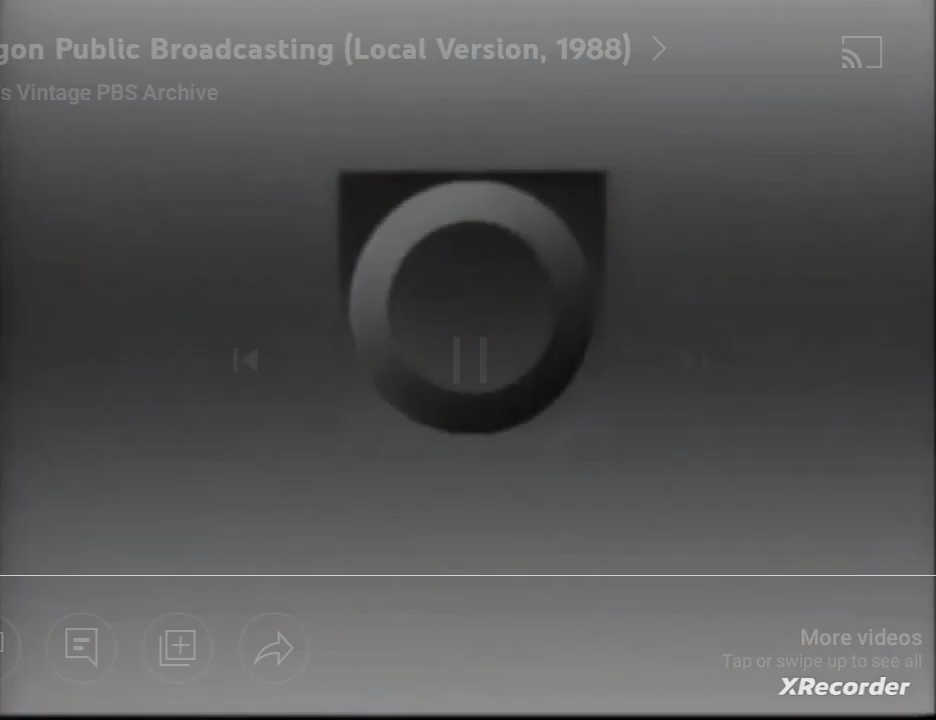 gon Public Broadcasting (Local Version, 1988)
s Vintage PBS Archive
More videos
Tap or swipe up to see all
XRecorder